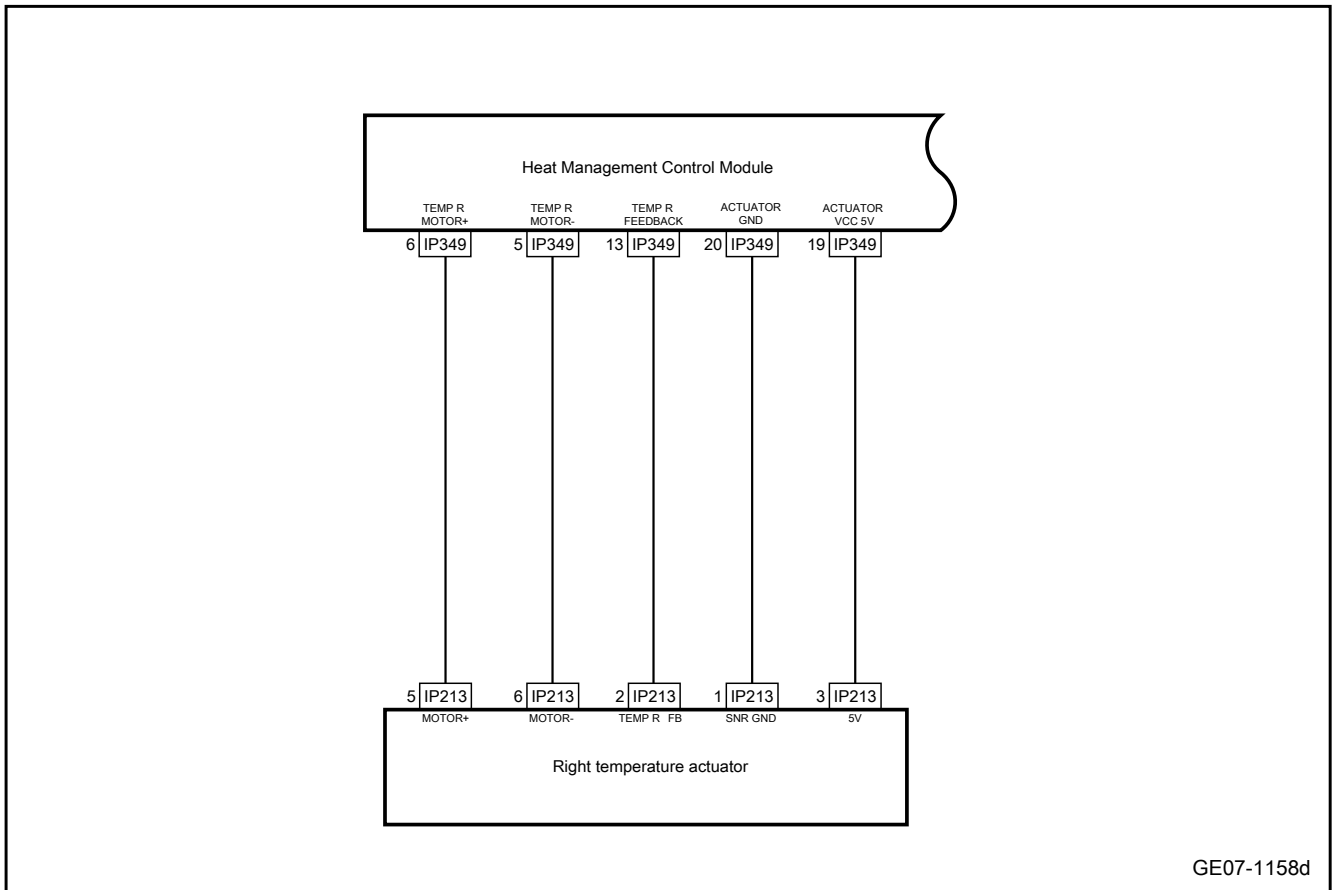 Heat Management Control Module
TEMP R MOTOR+
TEMP R MOTOR-
TEMP R FEEDBACK
ACTUATOR GND
ACTUATOR VCC 5V
6 IP349 5 IP349 13 IP349 20 IP349 19 IP349
5 IP213 6 IP213 2 IP213 1 IP213 3 IP213
MOTOR+ MOTOR- TEMP R FB SNR GND 5V
Right temperature actuator
GE07-1158d